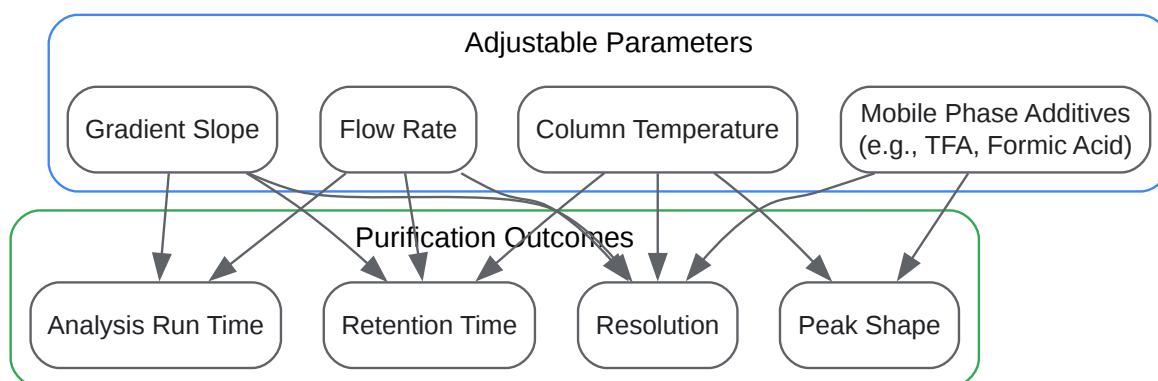 Adjustable Parameters
Gradient Slope
Flow Rate
Column Temperature
Mobile Phase Additives
(e.g., TFA, Formic Acid)
Purification Outcomes
Analysis Run Time
Retention Time
Resolution
Peak Shape